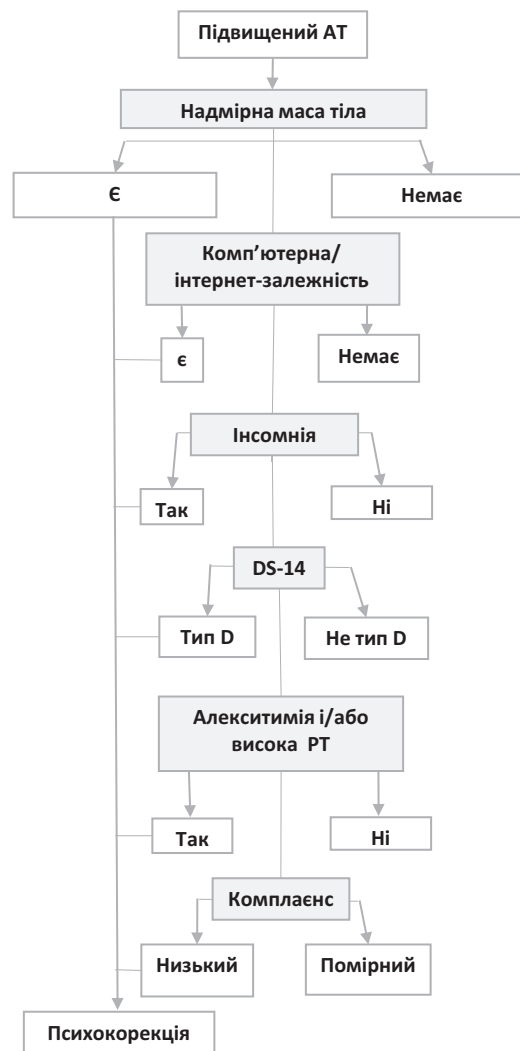 Підвищений АТ
Надмірна маса тіла
Є
Немає
Комп’ютерна/
інтернет-залежність
є
Немає
Інсомнія
Так
Ні
DS-14
Тип D
Не тип D
Алекситимія і/або
висока РТ
Так
Ні
Комплаєнс
Низький
Помірний
Психокорекція